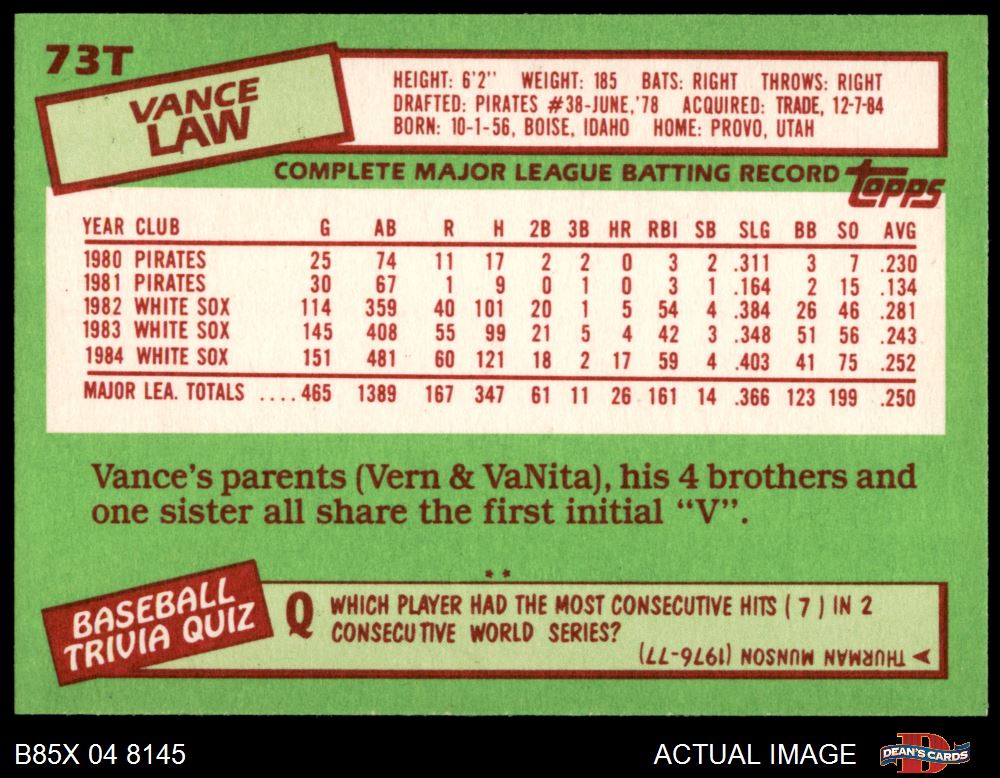 73T
VANCE
LAW
HEIGHT: 6'2" WEIGHT: 185 BATS: RIGHT THROWS: RIGHT
DRAFTED: PIRATES #38-JUNE,'78 ACQUIRED: TRADE, 12-7-84
BORN: 10-1-56, BOISE, IDAHO HOME: PROVO, UTAH
COMPLETE MAJOR LEAGUE BATTING RECORD topps
YEAR CLUB G AB R H 2B 3B HR RBI SB SLG BB SO AVG
1980 PIRATES 25 74 11 17 2 2 0 3 2 .311 3 7 .230
1981 PIRATES 30 67 1 9 0 1 0 3 1 .164 2 15 .134
1982 WHITE SOX 114 359 40 101 20 1 5 54 4 .384 26 46 .281
1983 WHITE SOX 145 408 55 99 21 5 4 42 3 .348 51 56 .243
1984 WHITE SOX 151 481 60 121 18 2 17 59 4 .403 41 75 .252
MAJOR LEA. TOTALS ....465 1389 167 347 61 11 26 161 14 .366 123 199 .250
Vance's parents (Vern & VaNita), his 4 brothers and
one sister all share the first initial "V".
* *
BASEBALL
TRIVIA QUIZ
Q WHICH PLAYER HAD THE MOST CONSECUTIVE HITS (7) IN 2
CONSECUTIVE WORLD SERIES?
THURMAN MUNSON (1976-77)
B85X 04 8145
ACTUAL IMAGE
D
DEAN'S CARDS